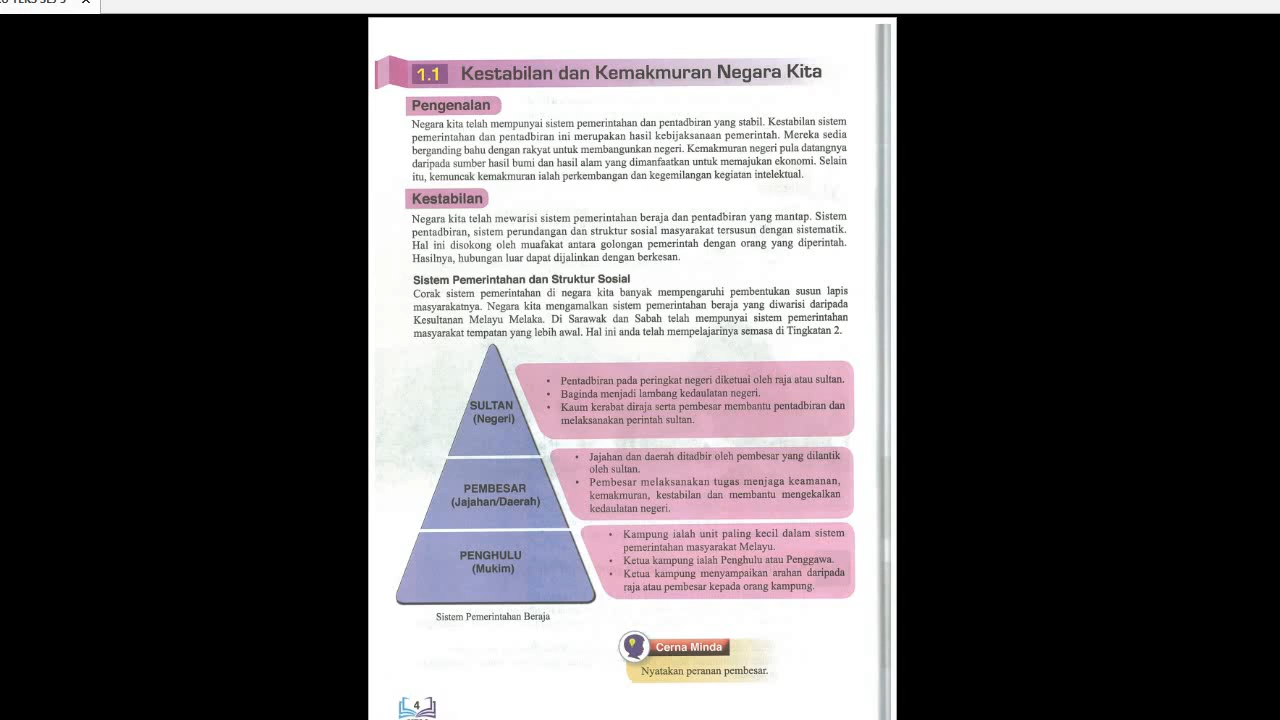 1.1 Kestabilan dan Kemakmuran Negara Kita
Pengenalan
Negara kita telah mempunyai sistem pemerintahan dan pentadbiran yang stabil. Kestabilan sistem
pemerintahan dan pentadbiran ini merupakan hasil kebijaksanaan pemerintah. Mereka sedia
berganding bahu dengan rakyat untuk membangunkan negeri. Kemakmuran negeri pula datangnya
daripada sumber hasil bumi dan hasil alam yang dimanfaatkan untuk memajukan ekonomi. Selain
itu, kemuncak kemakmuran ialah perkembangan dan kegemilangan kegiatan intelektual.
Kestabilan
Negara kita telah mewarisi sistem pemerintahan beraja dan pentadbiran yang mantap. Sistem
pentadbiran, sistem perundangan dan struktur sosial masyarakat tersusun dengan sistematik.
Hal ini disokong oleh muafakat antara golongan pemerintah dengan orang yang diperintah.
Hasilnya, hubungan luar dapat dijalinkan dengan berkesan.
Sistem Pemerintahan dan Struktur Sosial
Corak sistem pemerintahan di negara kita banyak mempengaruhi pembentukan susun lapis
masyarakatnya. Negara kita mengamalkan sistem pemerintahan beraja yang diwarisi daripada
Kesultanan Melayu Melaka. Di Sarawak dan Sabah telah mempunyai sistem pemerintahan
masyarakat tempatan yang lebih awal. Hal ini anda telah mempelajarinya semasa di Tingkatan 2.
SULTAN
(Negeri)
• Pentadbiran pada peringkat negeri diketuai oleh raja atau sultan.
• Baginda menjadi lambang kedaulatan negeri.
• Kaum kerabat diraja serta pembesar membantu pentadbiran dan
melaksanakan perintah sultan.
PEMBESAR
(Jajahan/Daerah)
• Jajahan dan daerah ditadbir oleh pembesar yang dilantik
oleh sultan.
• Pembesar melaksanakan tugas menjaga keamanan,
kemakmuran, kestabilan dan membantu mengekalkan
kedaulatan negeri.
PENGHULU
(Mukim)
• Kampung ialah unit paling kecil dalam sistem
pemerintahan masyarakat Melayu.
• Ketua kampung ialah Penghulu atau Penggawa.
• Ketua kampung menyampaikan arahan daripada
raja atau pembesar kepada orang kampung.
Sistem Pemerintahan Beraja
Cerna Minda
Nyatakan peranan pembesar.
4